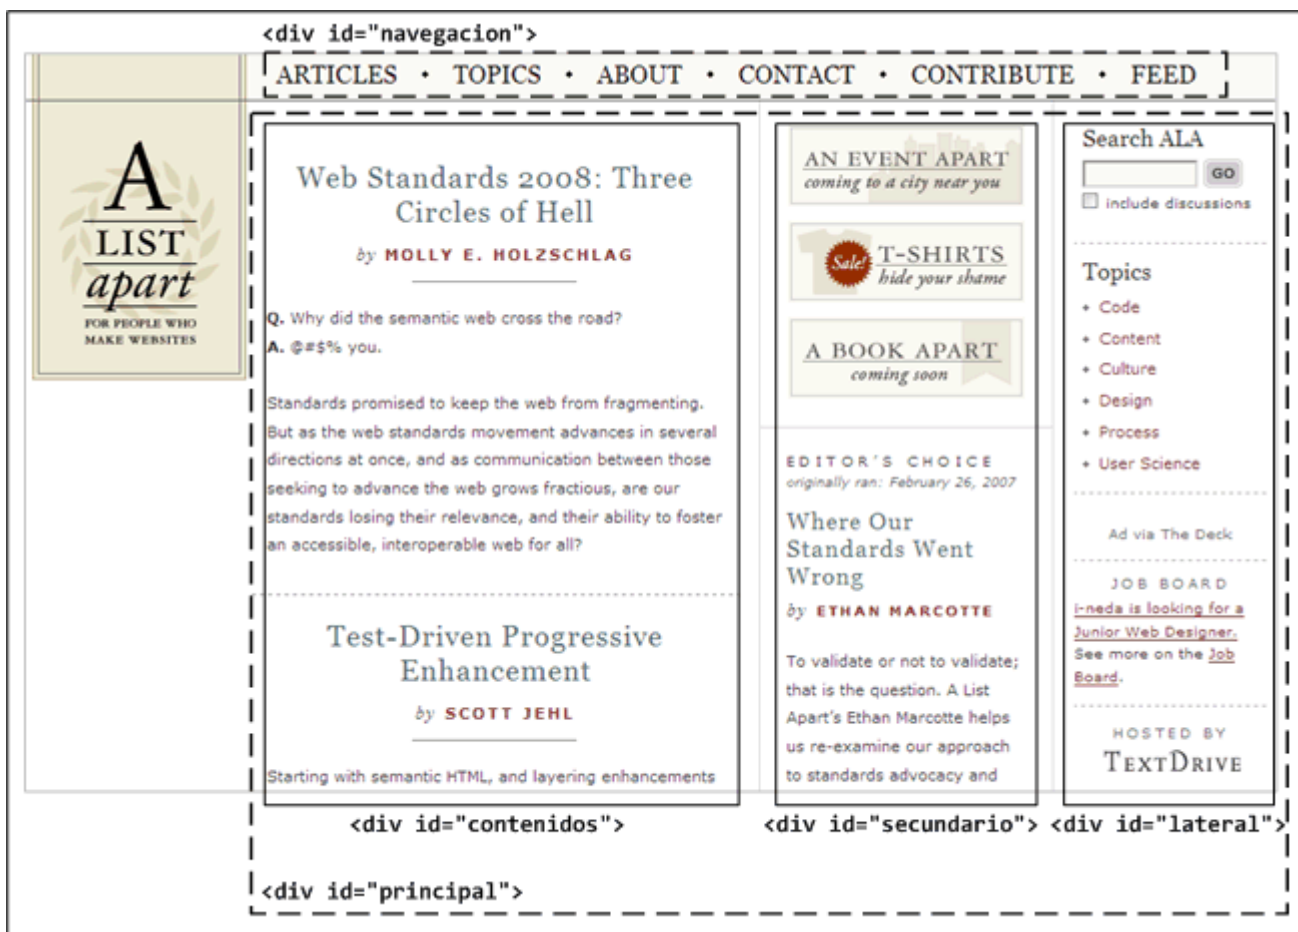 <div id="navegacion">
ARTICLES • TOPICS • ABOUT • CONTACT • CONTRIBUTE • FEED
A
LIST
apart
FOR PEOPLE WHO
MAKE WEBSITES
Web Standards 2008: Three
Circles of Hell
by MOLLY E. HOLZSCHLAG
Q. Why did the semantic web cross the road?
A. @#$% you.
Standards promised to keep the web from fragmenting.
But as the web standards movement advances in several
directions at once, and as communication between those
seeking to advance the web grows fractious, are our
standards losing their relevance, and their ability to foster
an accessible, interoperable web for all?
Test-Driven Progressive
Enhancement
by SCOTT JEHL
Starting with semantic HTML, and layering enhancements
<div id="contenidos">
AN EVENT APART
coming to a city near you
Sale!
T-SHIRTS
hide your shame
A BOOK APART
coming soon
EDITOR'S CHOICE
originally ran: February 26, 2007
Where Our
Standards Went
Wrong
by ETHAN MARCOTTE
To validate or not to validate;
that is the question. A List
Apart's Ethan Marcotte helps
us re-examine our approach
to standards advocacy and
<div id="secundario">
Search ALA
GO
include discussions
Topics
+ Code
+ Content
+ Culture
+ Design
+ Process
+ User Science
Ad via The Deck
JOB BOARD
i-neda is looking for a
Junior Web Designer.
See more on the Job
Board.
HOSTED BY
TEXTDRIVE
<div id="lateral">
<div id="principal">